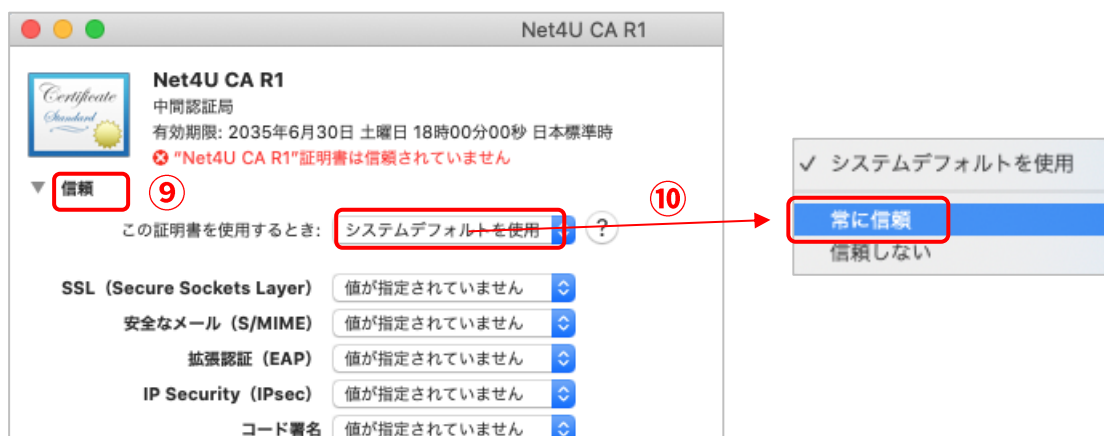 Net4U CA R1
Certificate
Standard
Net4U CA R1
中間認証局
有効期限: 2035年6月30日 土曜日 18時00分00秒 日本標準時
"Net4U CA R1"証明書は信頼されていません
▼ 信頼 ⑨
この証明書を使用するとき: システムデフォルトを使用 ?
⑩
✓ システムデフォルトを使用
常に信頼
信頼しない
SSL（Secure Sockets Layer） 値が指定されていません
安全なメール（S/MIME） 値が指定されていません
拡張認証（EAP） 値が指定されていません
IP Security（IPsec） 値が指定されていません
コード署名 値が指定されていません